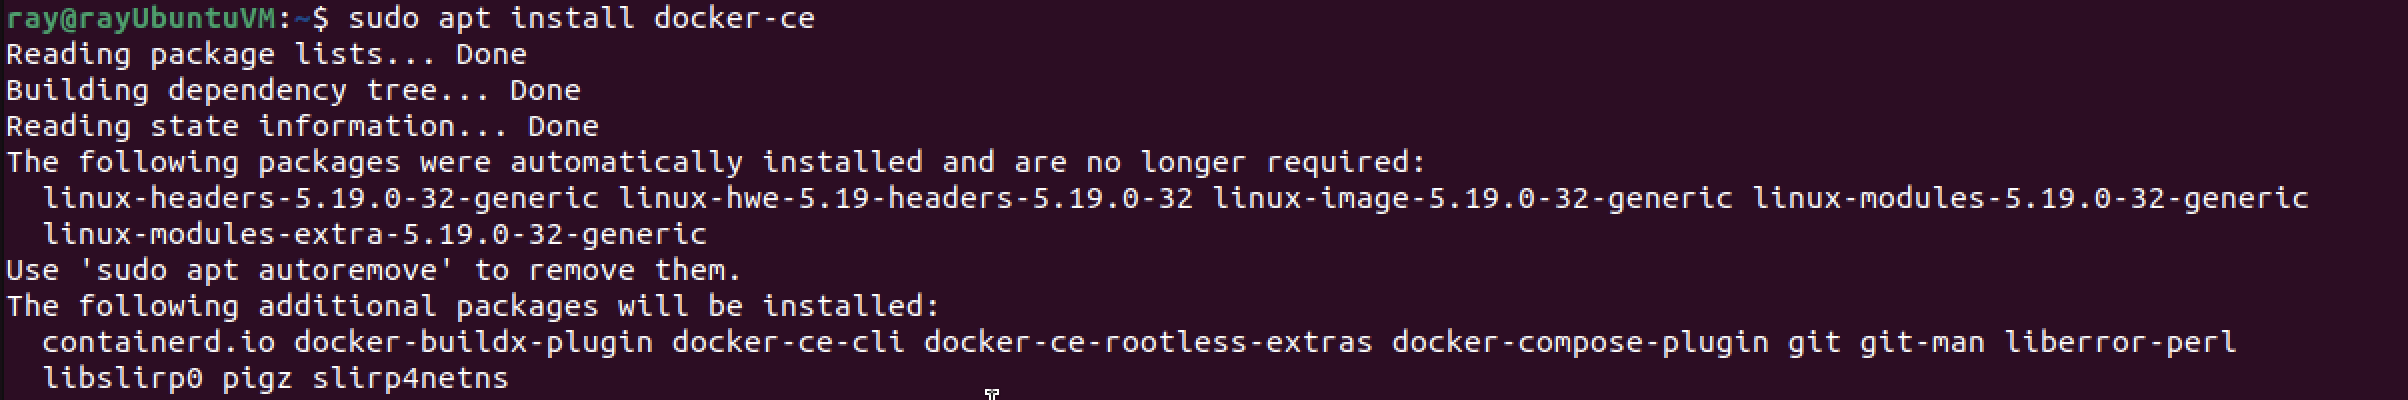 ray@rayUbuntuVM:~$ sudo apt install docker-ce
Reading package lists... Done
Building dependency tree... Done
Reading state information... Done
The following packages were automatically installed and are no longer required:
  linux-headers-5.19.0-32-generic linux-hwe-5.19-headers-5.19.0-32 linux-image-5.19.0-32-generic linux-modules-5.19.0-32-generic
  linux-modules-extra-5.19.0-32-generic
Use 'sudo apt autoremove' to remove them.
The following additional packages will be installed:
  containerd.io docker-buildx-plugin docker-ce-cli docker-ce-rootless-extras docker-compose-plugin git git-man liberror-perl
  libslirp0 pigz slirp4netns